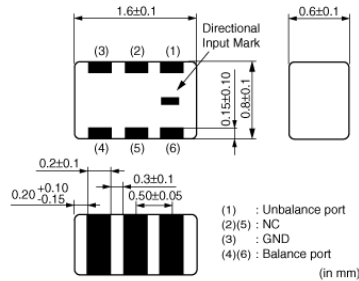 1.6±0.1
0.6±0.1
Directional
Input Mark
(3) (2) (1)
0.15±0.10
0.8±0.1
(4) (5) (6)
0.2±0.1
0.3±0.1
0.20 +0.10 -0.15
0.50±0.05
(1) : Unbalance port
(2)(5) : NC
(3) : GND
(4)(6) : Balance port
(in mm)